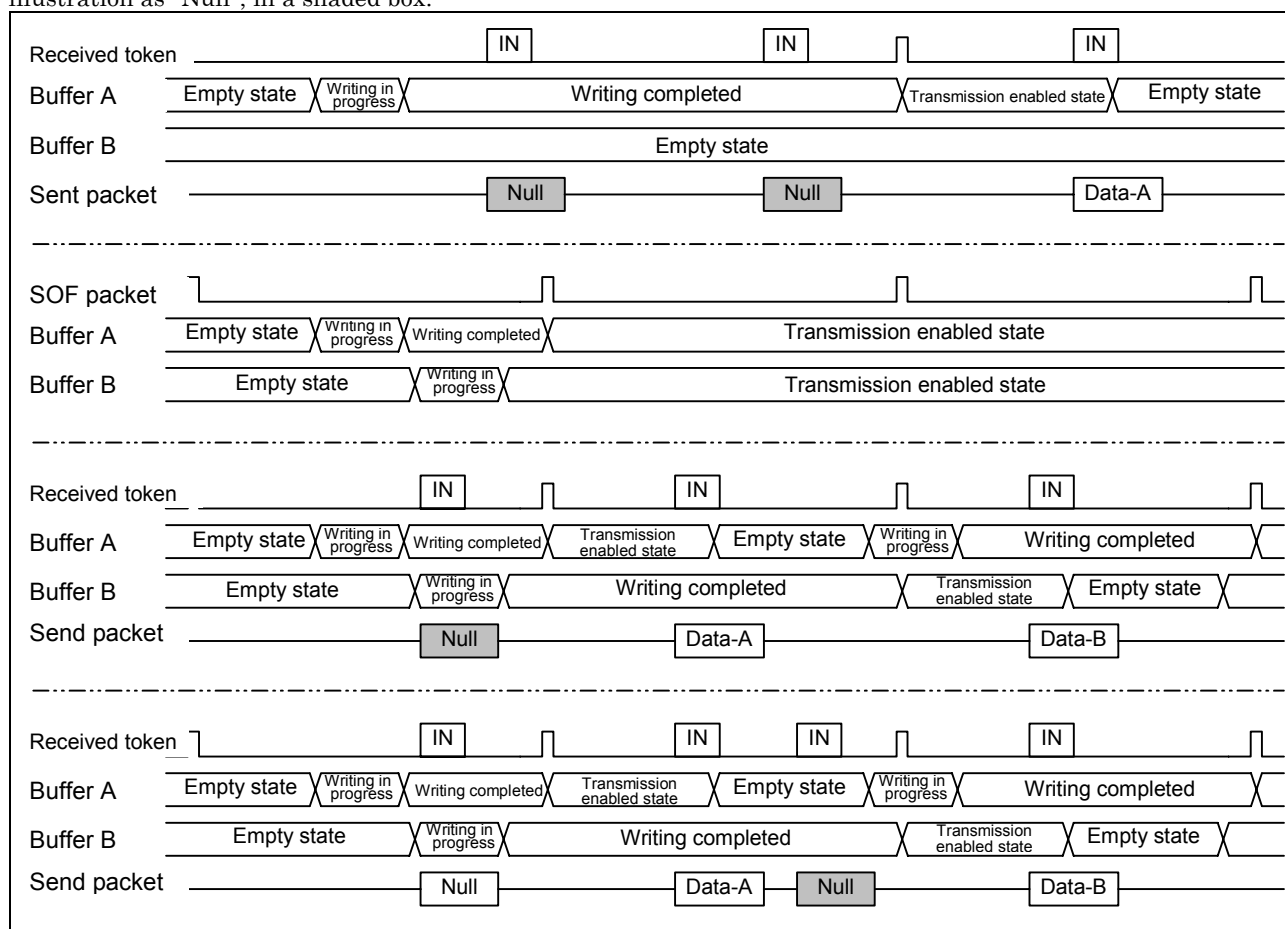 illustration as "Null", in a shaded box.
Received token IN IN IN
Buffer A Empty state Writing in progress Writing completed Transmission enabled state Empty state
Buffer B Empty state
Sent packet Null Null Data-A
SOF packet
Buffer A Empty state Writing in progress Writing completed Transmission enabled state
Buffer B Empty state Writing in progress Transmission enabled state
Received token IN IN IN
Buffer A Empty state Writing in progress Writing completed Transmission enabled state Empty state Writing in progress Writing completed
Buffer B Empty state Writing in progress Writing completed Transmission enabled state Empty state
Send packet Null Data-A Data-B
Received token IN IN IN IN
Buffer A Empty state Writing in progress Writing completed Transmission enabled state Empty state Writing in progress Writing completed
Buffer B Empty state Writing in progress Writing completed Transmission enabled state Empty state
Send packet Null Data-A Null Data-B